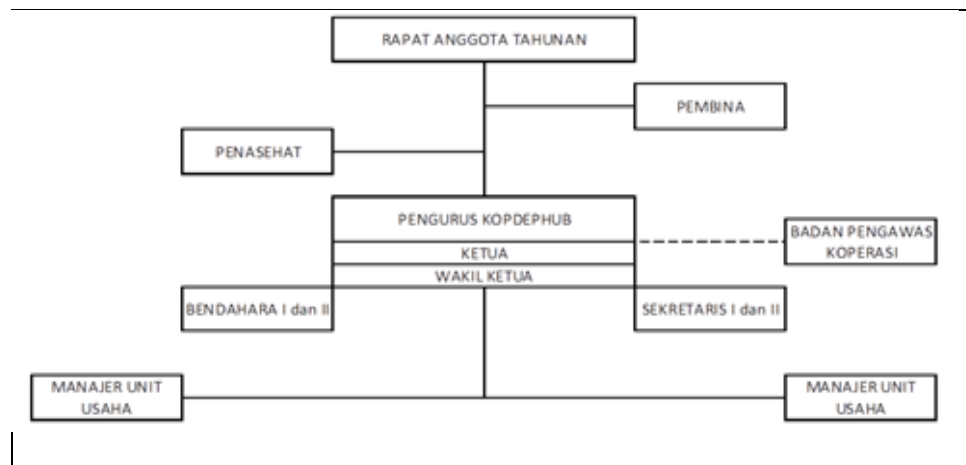 RAPAT ANGGOTA TAHUNAN
PEMBINA
PENASEHAT
PENGURUS KOPDEPHUB
BADAN PENGAWAS
KOPERASI
KETUA
WAKIL KETUA
BENDAHARA I dan II
SEKRETARIS I dan II
MANAJER UNIT
USAHA
MANAJER UNIT
USAHA